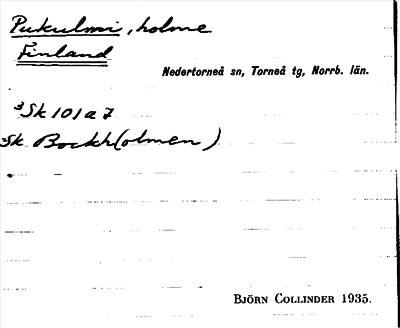 Pukulmi, holme
Finland
Nedertorneå sn, Torneå tg, Norrb. län.
³Sk 101 a 7
Sk Bockh(olmen)
BJÖRN COLLINDER 1935.